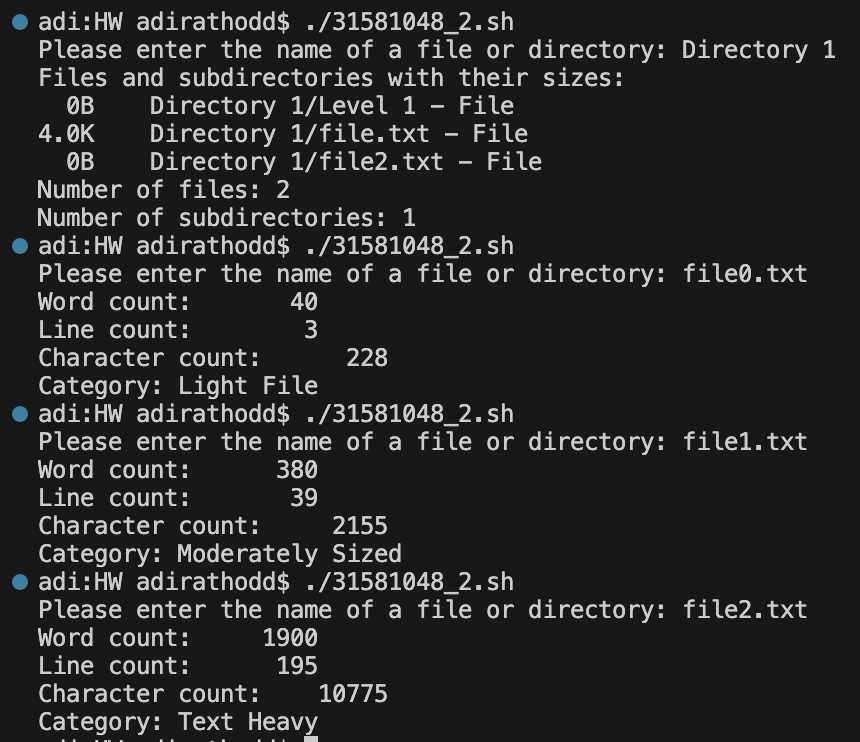 adi:HW adirathodd$ ./31581048_2.sh
Please enter the name of a file or directory: Directory 1
Files and subdirectories with their sizes:
  0B    Directory 1/Level 1 – File
4.0K    Directory 1/file.txt – File
  0B    Directory 1/file2.txt – File
Number of files: 2
Number of subdirectories: 1
adi:HW adirathodd$ ./31581048_2.sh
Please enter the name of a file or directory: file0.txt
Word count:       40
Line count:        3
Character count:      228
Category: Light File
adi:HW adirathodd$ ./31581048_2.sh
Please enter the name of a file or directory: file1.txt
Word count:      380
Line count:       39
Character count:     2155
Category: Moderately Sized
adi:HW adirathodd$ ./31581048_2.sh
Please enter the name of a file or directory: file2.txt
Word count:     1900
Line count:      195
Character count:    10775
Category: Text Heavy